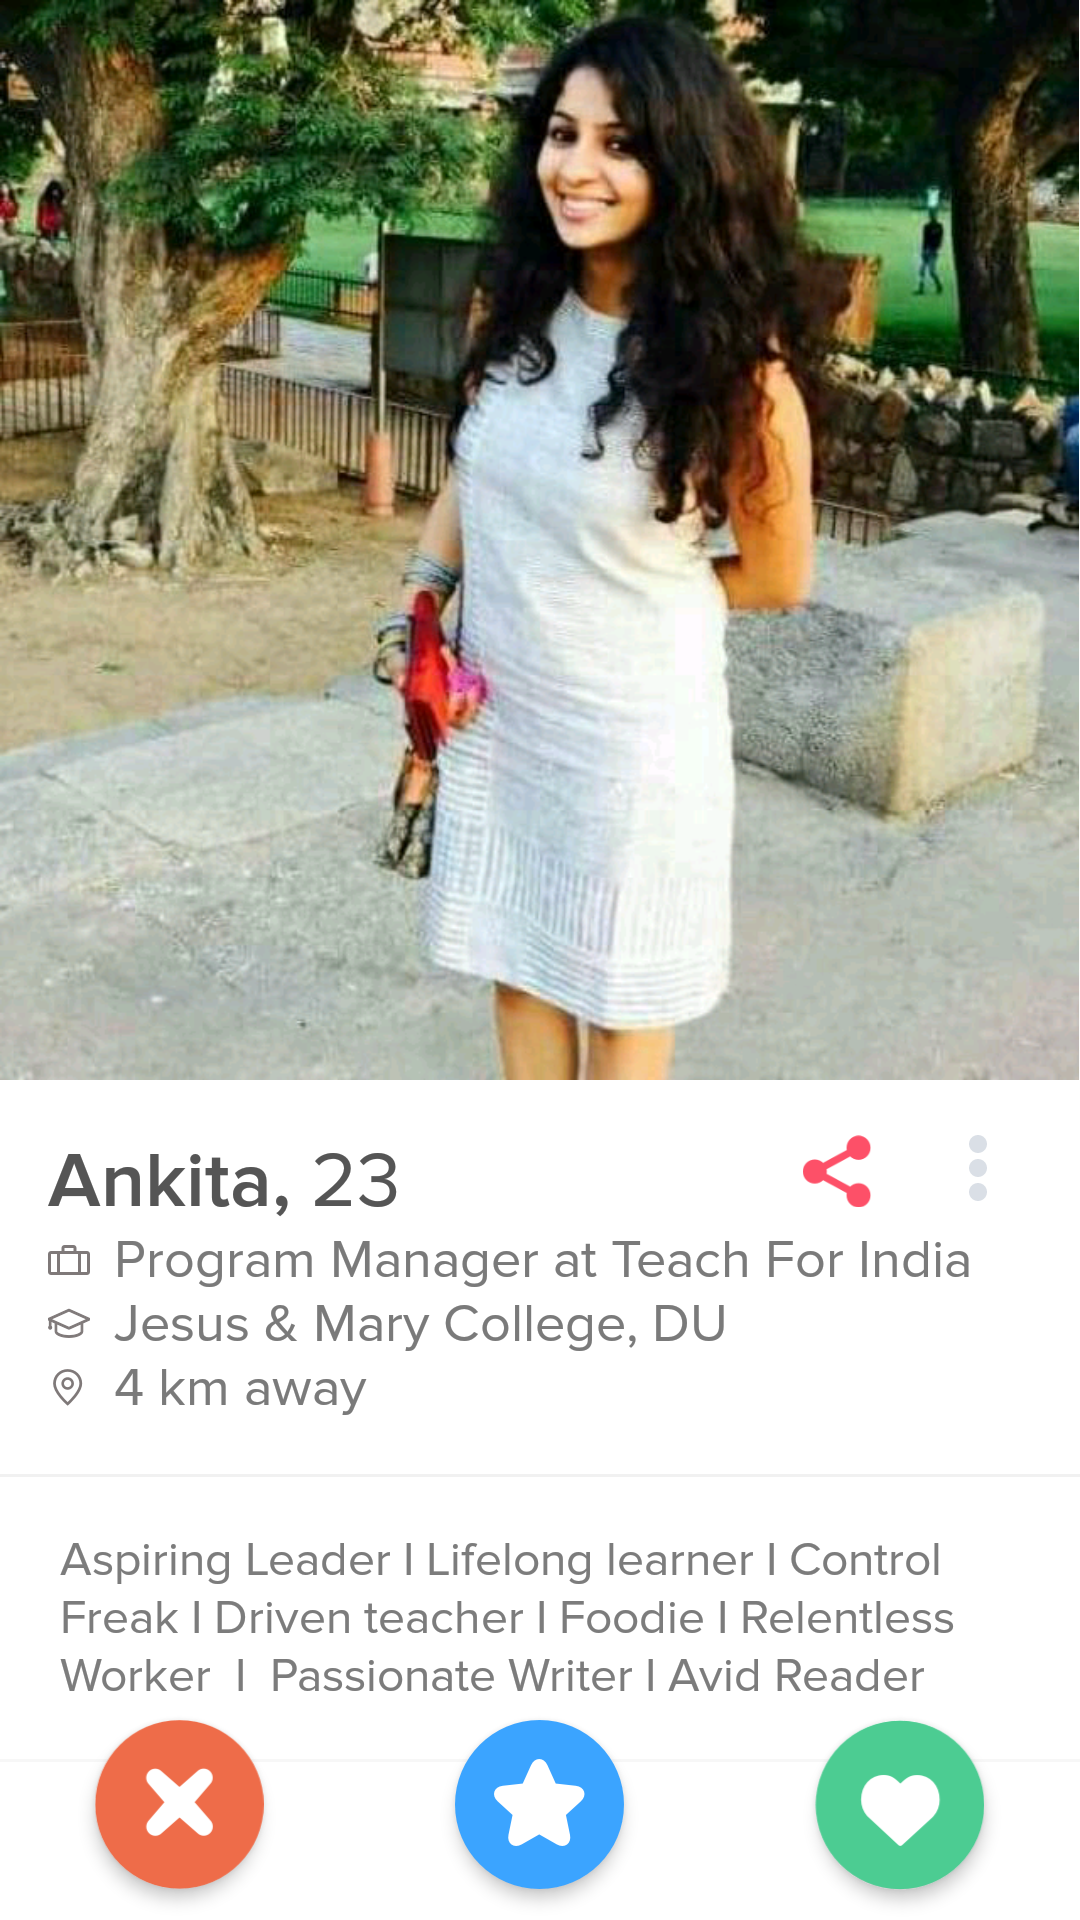 Ankita, 23
Program Manager at Teach For India
Jesus & Mary College, DU
4 km away
Aspiring Leader I Lifelong learner I Control
Freak I Driven teacher I Foodie I Relentless
Worker  I  Passionate Writer I Avid Reader